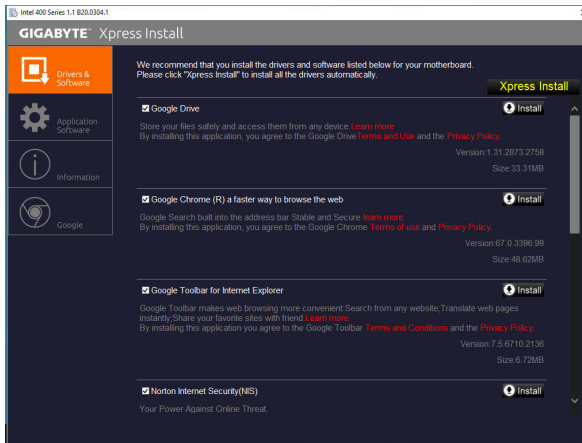 Intel 400 Series 1.1 B20.0304.1
GIGABYTE™ Xpress Install
Drivers &
Software
Application
Software
Information
Google
We recommend that you install the drivers and software listed below for your motherboard.
Please click "Xpress Install" to install all the drivers automatically.
Xpress Install
Google Drive
Install
Store your files safely and access them from any device.Learn more
By installing this application, you agree to the Google DriveTerms and Use and the Privacy Policy.
Version:1.31.2873.2758
Size:33.31MB
Google Chrome (R) a faster way to browse the web
Install
Google Search built into the address bar Stable and Secure learn more
By installing this application, you agree to the Google Chrome Terms of use and Privacy Policy.
Version:67.0.3396.99
Size:48.62MB
Google Toolbar for Internet Explorer
Install
Google Toolbar makes web browsing more convenient:Search from any website;Translate web pages
instantly;Share your favorite sites with friend.Learn more
By installing this application you agree to the Google Toolbar Terms and Conditions and the Privacy Policy.
Version:7.5.6710.2136
Size:6.72MB
Norton Internet Security(NIS)
Install
Your Power Against Online Threat.